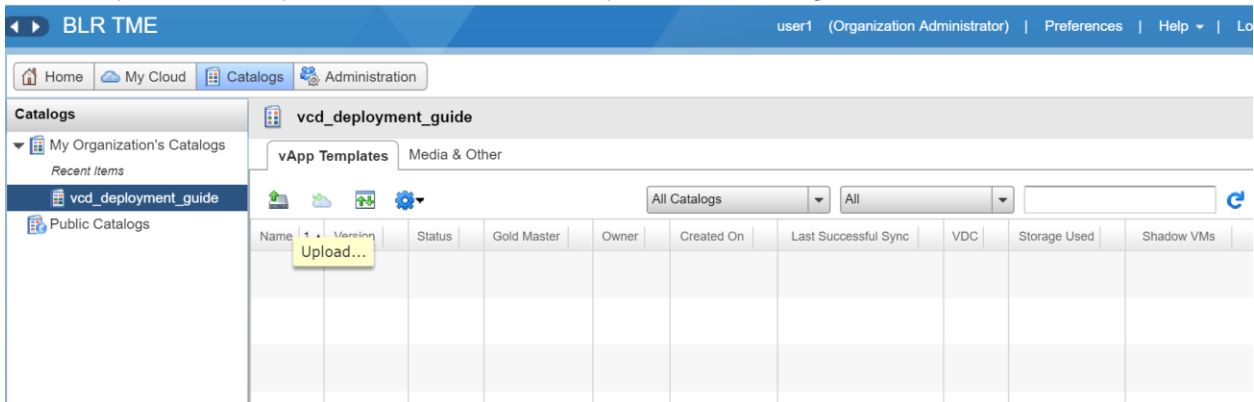 BLR TME user1 (Organization Administrator) | Preferences | Help | Lo
Home My Cloud Catalogs Administration
Catalogs
vcd_deployment_guide
My Organization's Catalogs
vApp Templates Media & Other
Recent Items
vcd_deployment_guide
All Catalogs All
Public Catalogs
Name 1 Version Status Gold Master Owner Created On Last Successful Sync VDC Storage Used Shadow VMs
Upload...